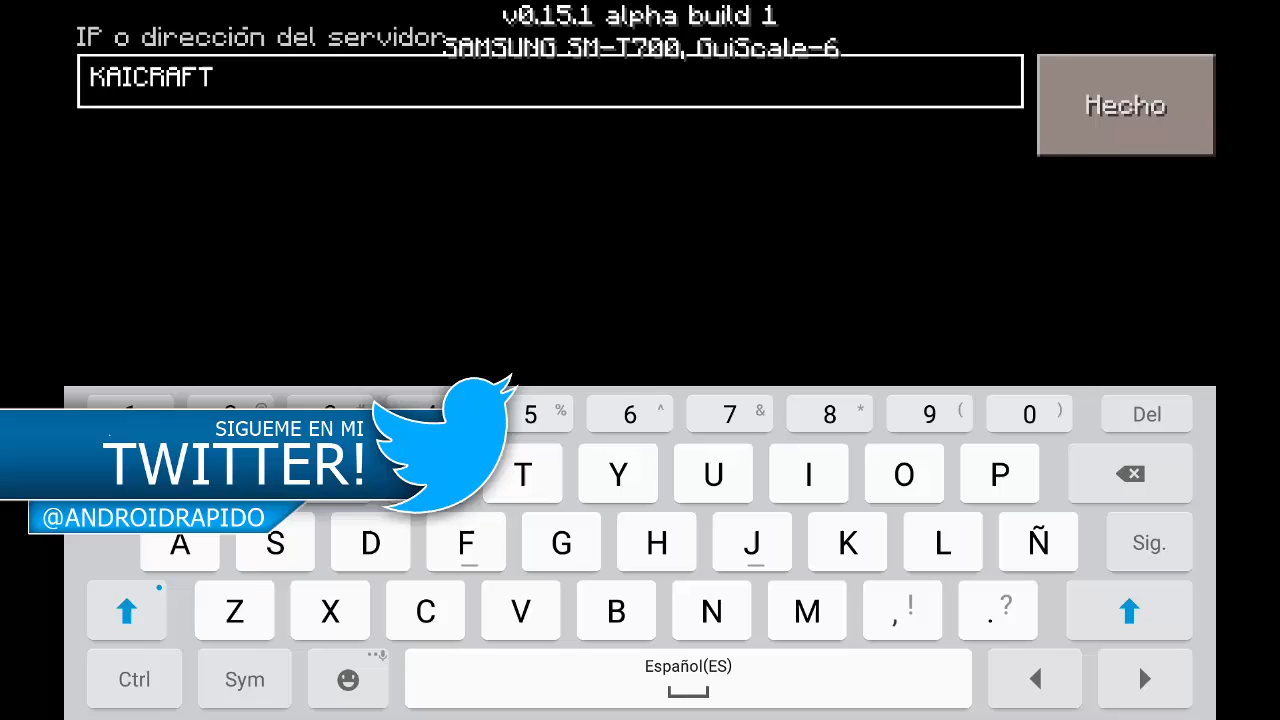 v0.15.1 alpha build 1
IP o dirección del servidor
SAMSUNG SM-T700, GuiScale-6
KAICRAFT
Hecho
5 % 6 ^ 7 & 8 * 9 ( 0 ) Del
SIGUEME EN MI
TWITTER!
T Y U I O P
@ANDROIDRAPIDO
A S D F G H J K L Ñ Sig.
Z X C V B N M , ! . ?
Ctrl Sym Español(ES)